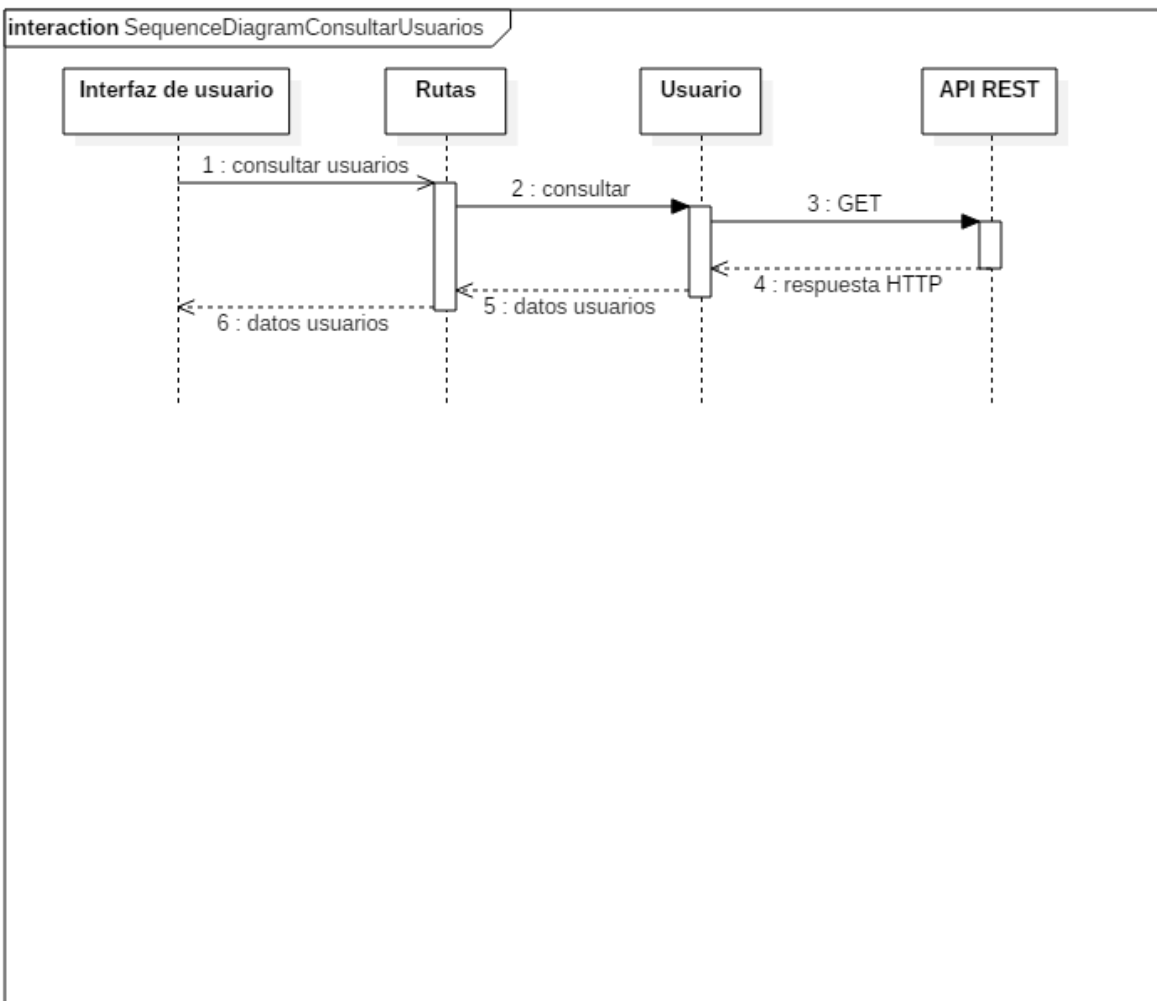 interaction SequenceDiagramConsultarUsuarios
Interfaz de usuario
Rutas
Usuario
API REST
1 : consultar usuarios
2 : consultar
3 : GET
4 : respuesta HTTP
5 : datos usuarios
6 : datos usuarios